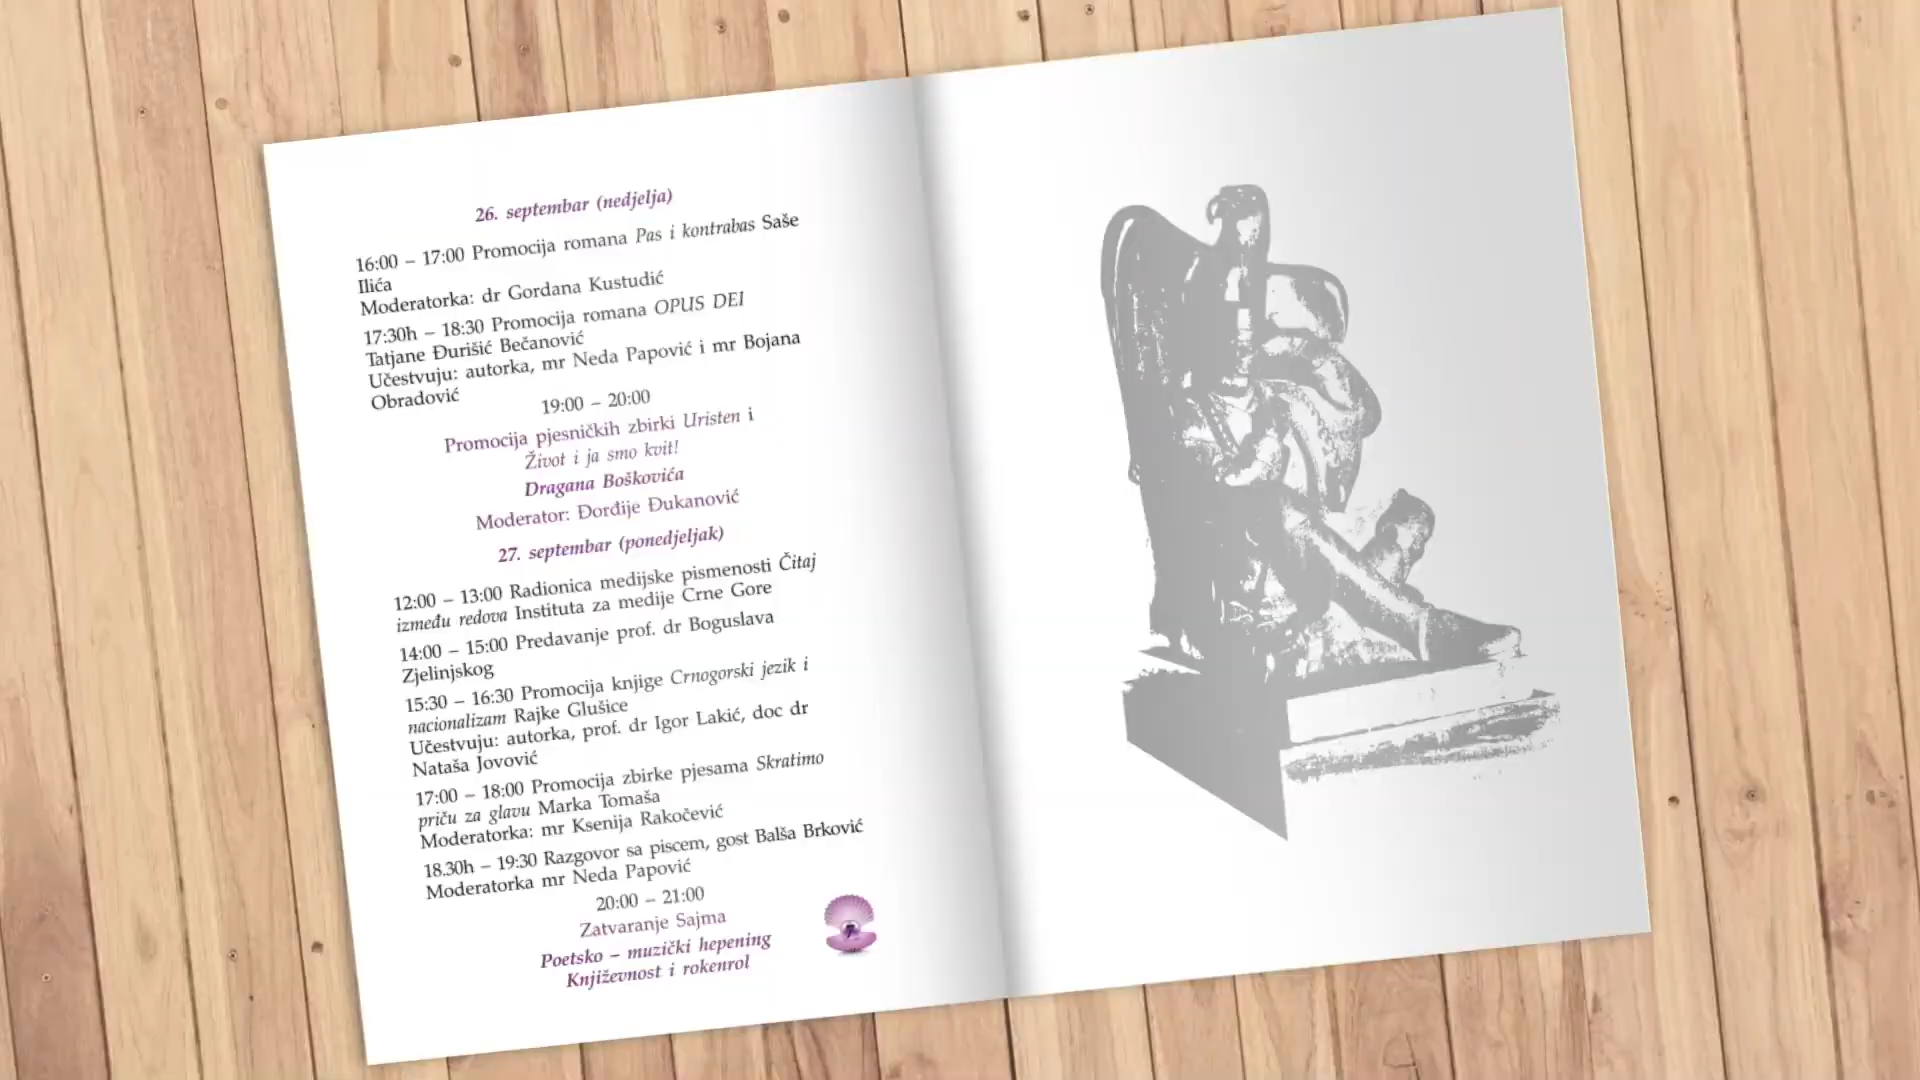 26. septembar (nedjelja)
16:00 – 17:00 Promocija romana Pas i kontrabas Saše
Ilića
Moderatorka: dr Gordana Kustudić
17:30h – 18:30 Promocija romana OPUS DEI
Tatjane Đurišić Bečanović
Učestvuju: autorka, mr Neda Papović i mr Bojana
Obradović
19:00 – 20:00
Promocija pjesničkih zbirki Uristen i
Život i ja smo kvit!
Dragana Boškovića
Moderator: Đorđije Đukanović
27. septembar (ponedjeljak)
12:00 – 13:00 Radionica medijske pismenosti Čitaj
između redova Instituta za medije Crne Gore
14:00 – 15:00 Predavanje prof. dr Boguslava
Zjelinjskog
15:30 – 16:30 Promocija knjige Crnogorski jezik i
nacionalizam Rajke Glušice
Učestvuju: autorka, prof. dr Igor Lakić, doc dr
Nataša Jovović
17:00 – 18:00 Promocija zbirke pjesama Skratimo
priču za glavu Marka Tomaša
Moderatorka: mr Ksenija Rakočević
18.30h – 19:30 Razgovor sa piscem, gost Balša Brković
Moderatorka mr Neda Papović
20:00 – 21:00
Zatvaranje Sajma
Poetsko – muzički hepening
Književnost i rokenrol
7